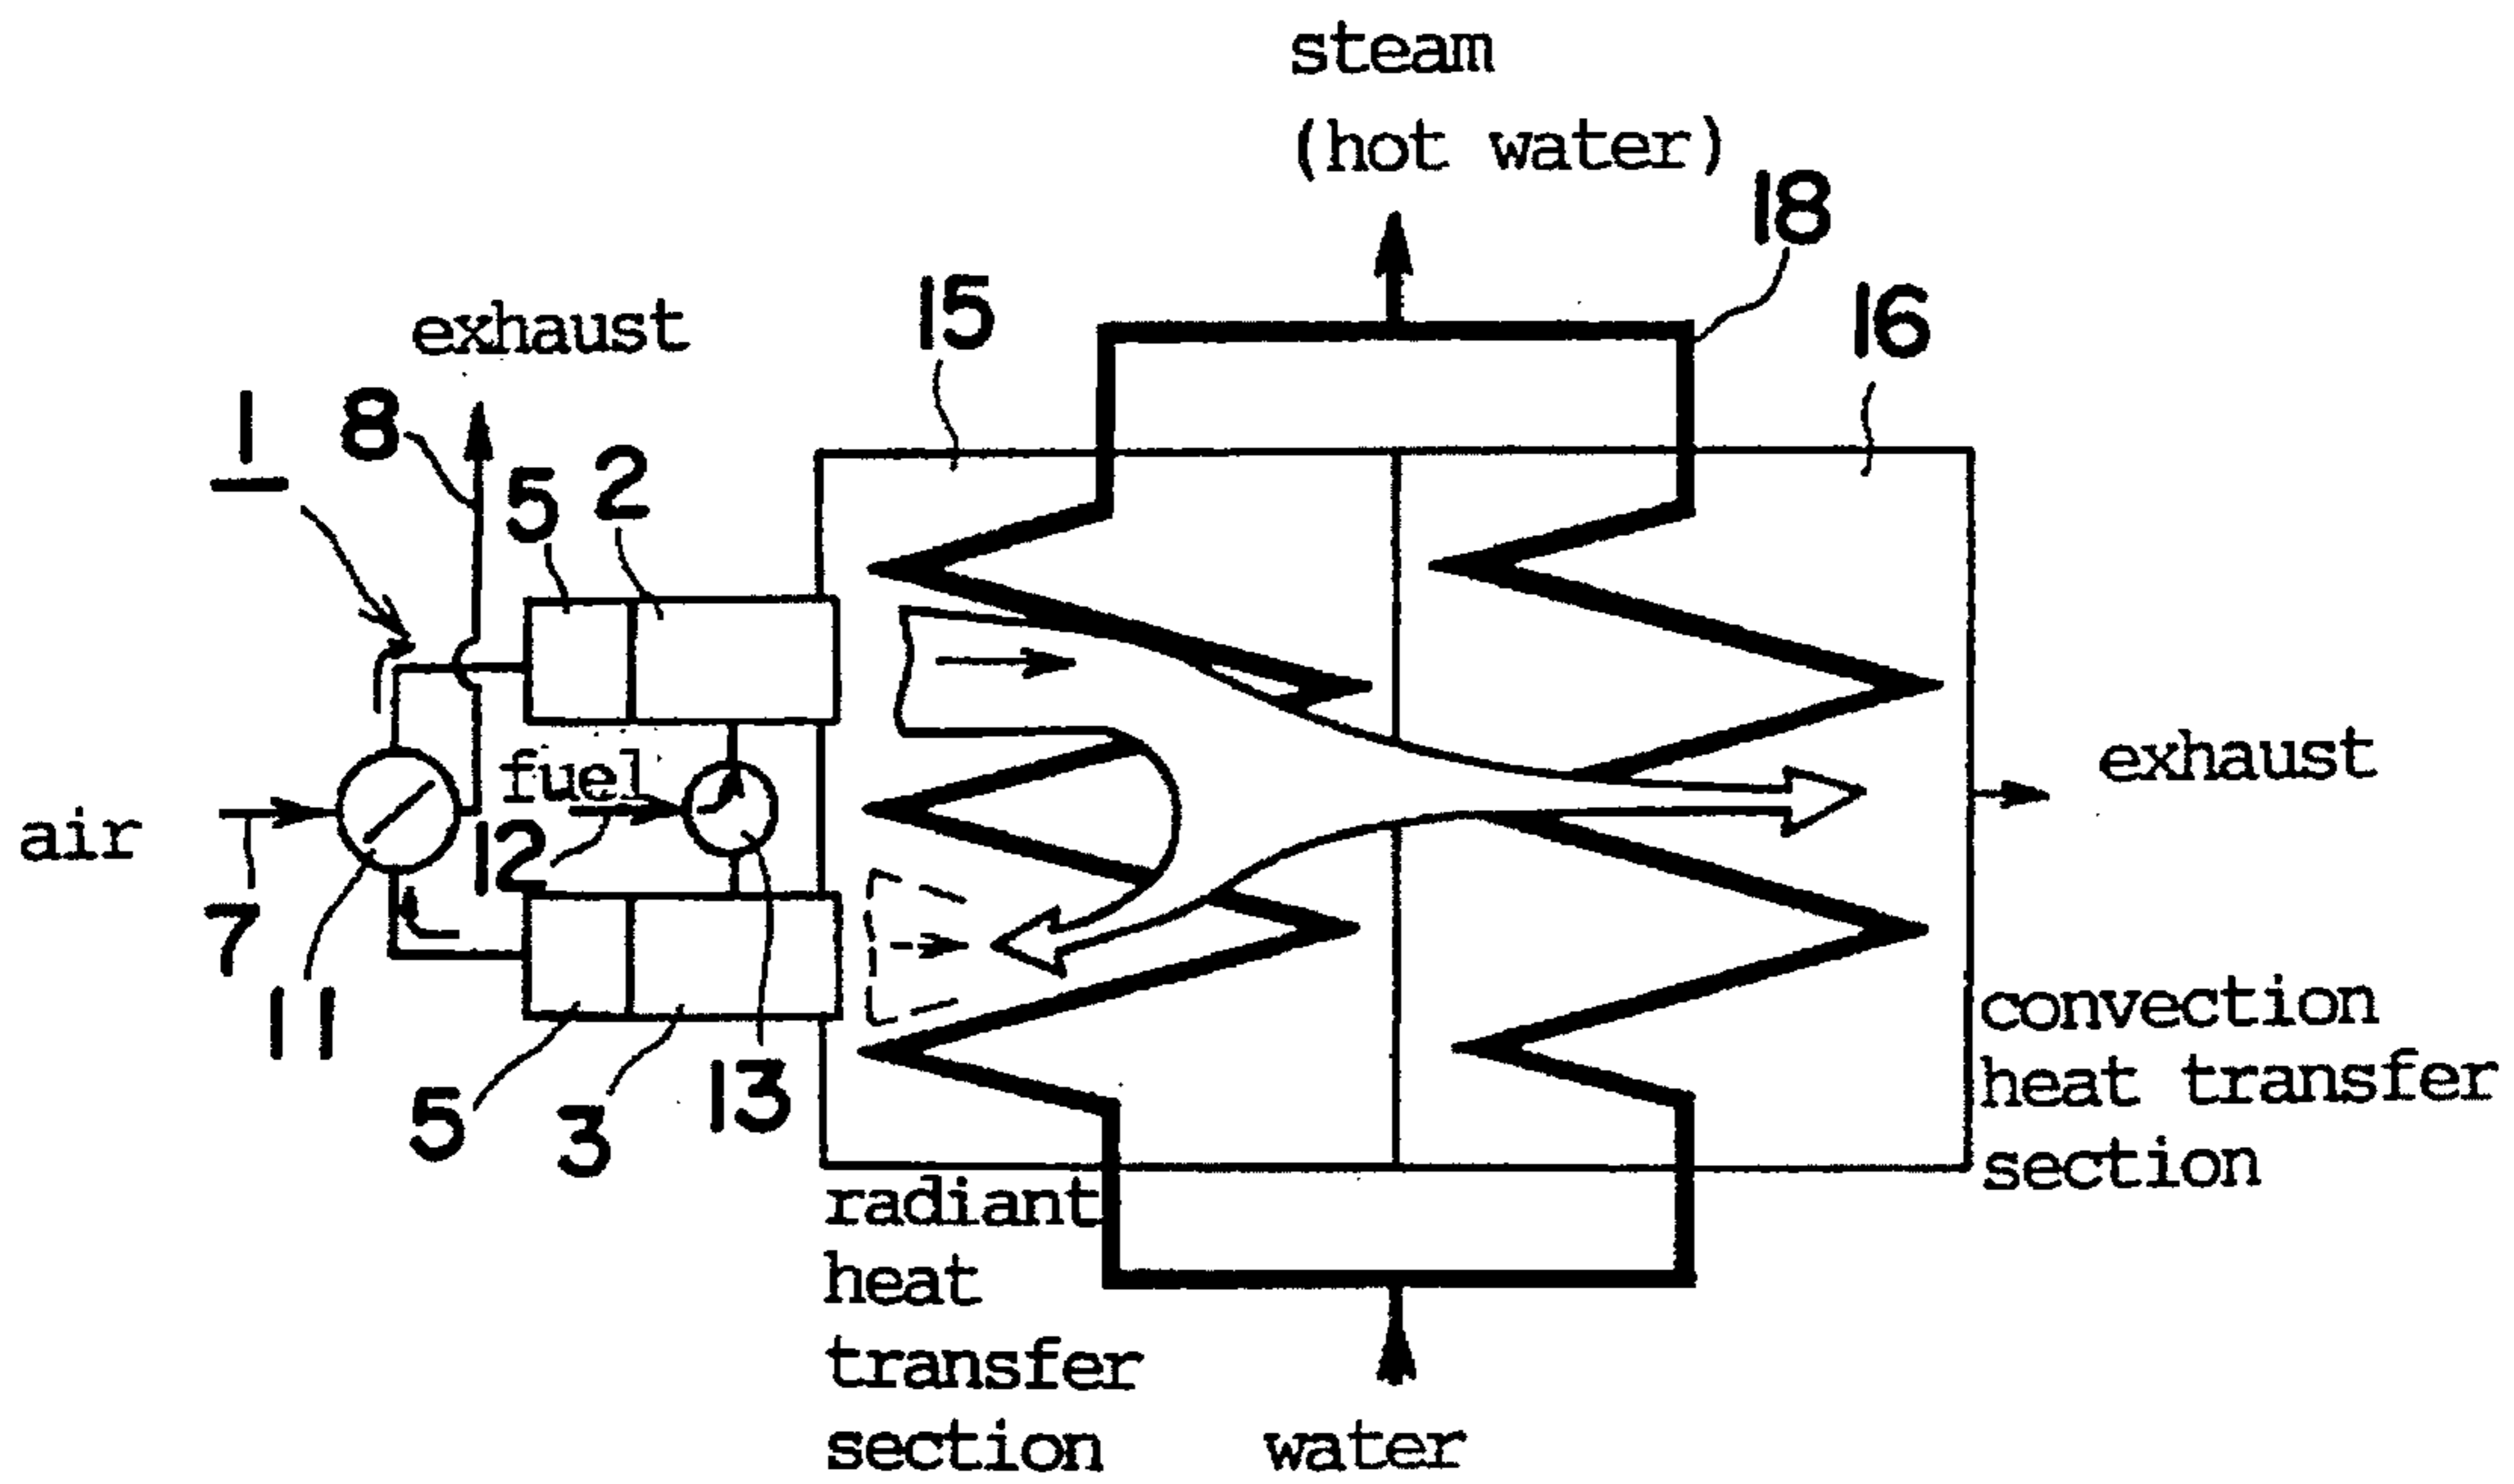 steam
(hot water)
18
15
16
exhaust
1
8
5
2
fuel
exhaust
air
12
7
11
convection
heat transfer
section
5
3
13
radiant
heat
transfer
section
water